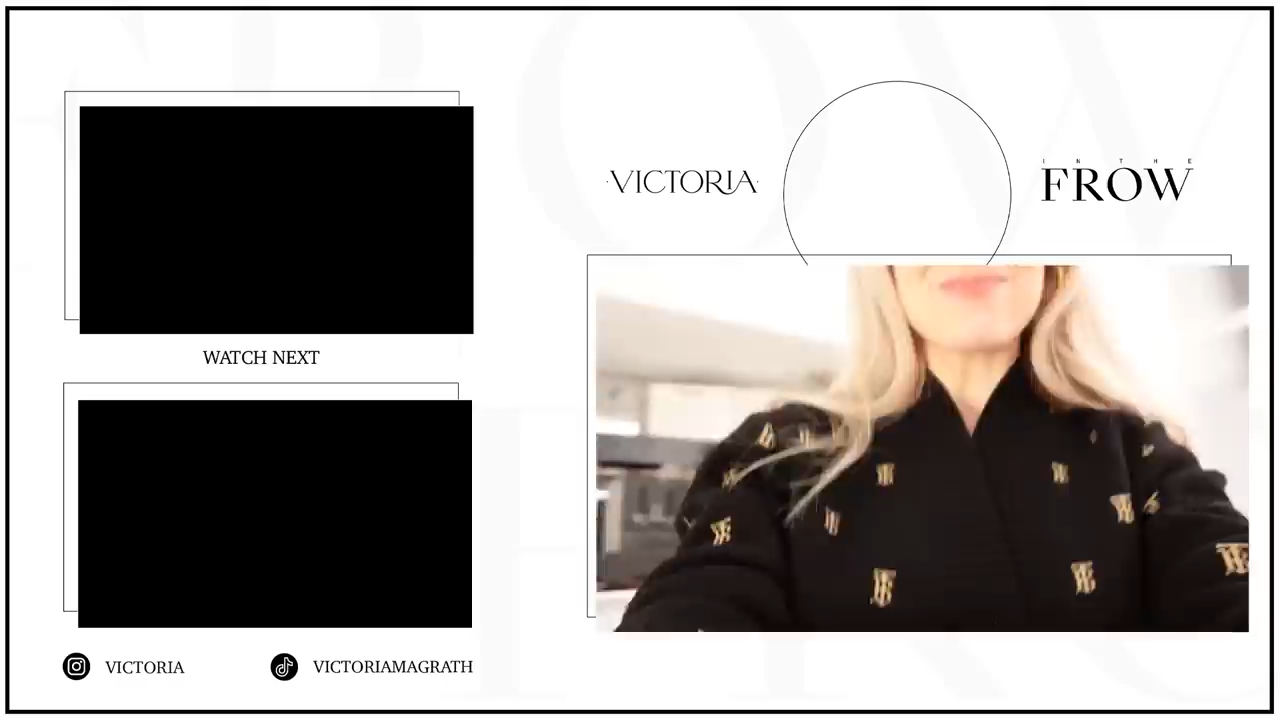 VICTORIA
IN THE
FROW
WATCH NEXT
VICTORIA
VICTORIAMAGRATH